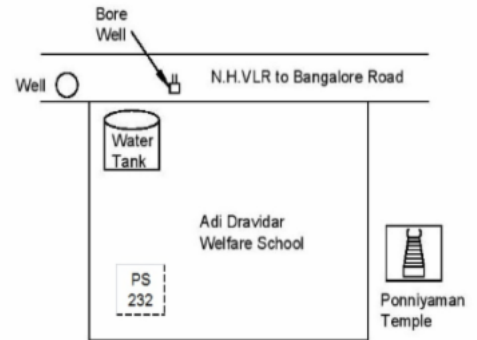 Bore
Well
N.H.VLR to Bangalore Road
Well
Water
Tank
Adi Dravidar
Welfare School
PS
232
Ponniyaman
Temple